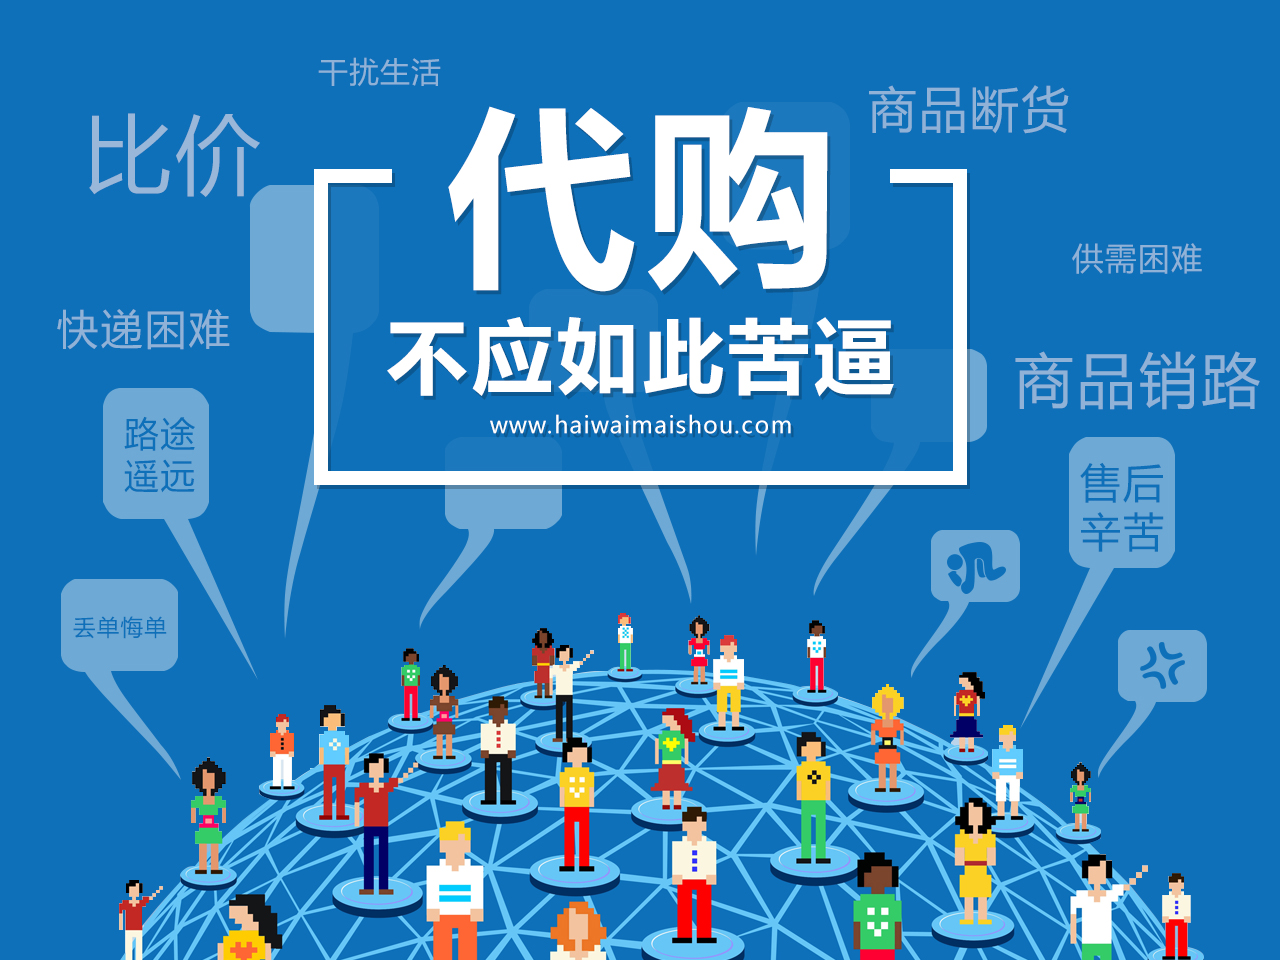 干扰生活
比价
商品断货
代购
供需困难
快递困难
不应如此苦逼
商品销路
www.haiwaimaishou.com
路途
遥远
售后
辛苦
丢单悔单